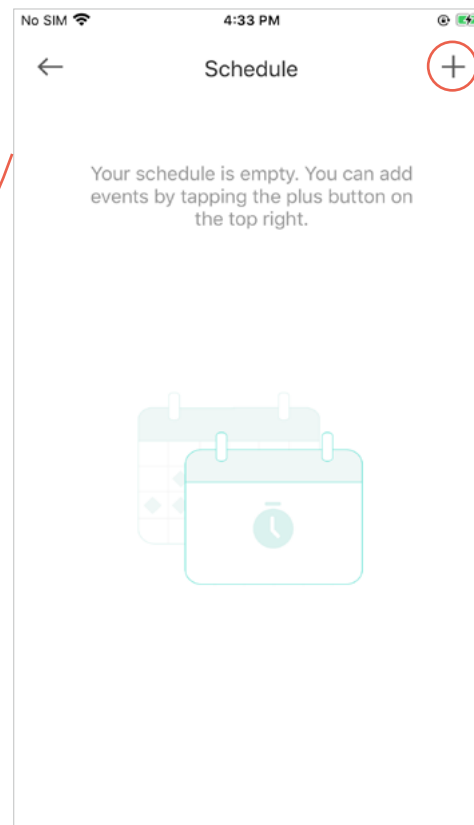 No SIM 4:33 PM
Schedule
Your schedule is empty. You can add
events by tapping the plus button on
the top right.